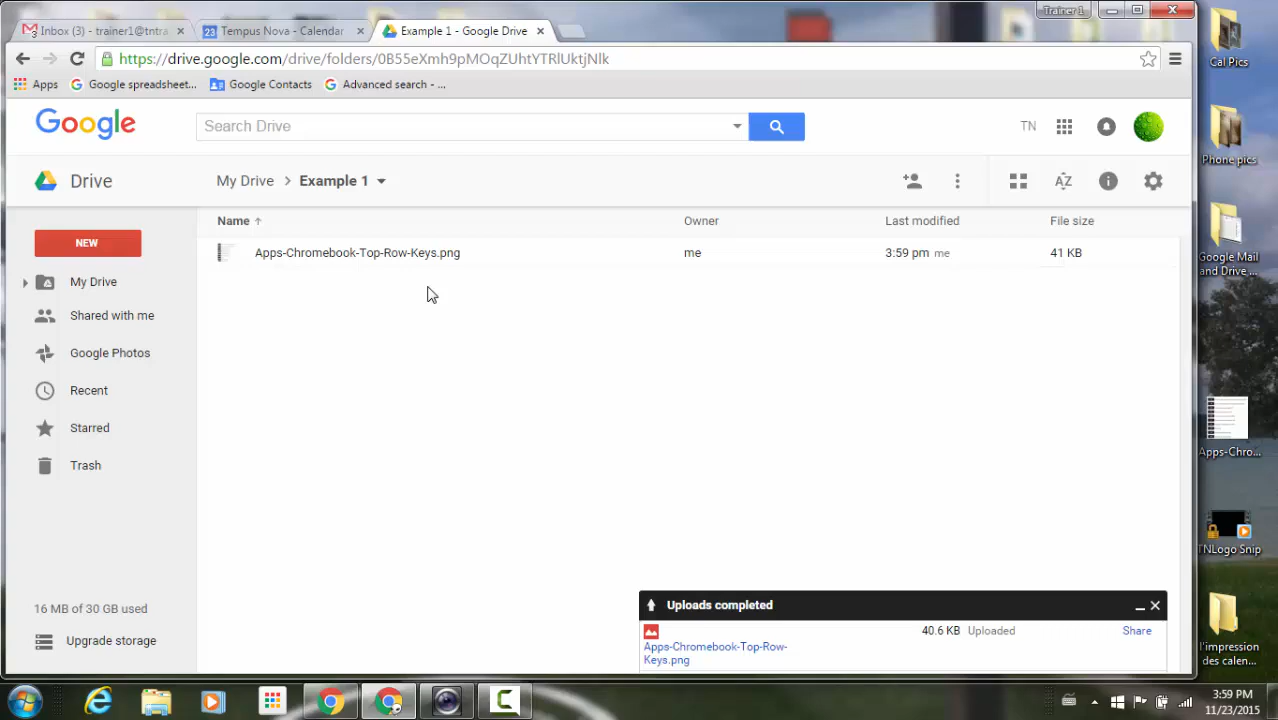 Trainer 1
Inbox (3) - trainer1@tntra
Tempus Nova - Calendar
Example 1 - Google Drive
https://drive.google.com/drive/folders/0B55eXmh9pMOqZUhtYTRlUktjNlk
Apps
Google spreadsheet...
Google Contacts
Advanced search - ...
Google
Search Drive
TN
Drive
My Drive > Example 1
Name
Owner
Last modified
File size
NEW
Apps-Chromebook-Top-Row-Keys.png
me
3:59 pm me
41 KB
My Drive
Shared with me
Google Photos
Recent
Starred
Trash
16 MB of 30 GB used
Upgrade storage
Uploads completed
40.6 KB Uploaded
Share
Apps-Chromebook-Top-Row-
Keys.png
Cal Pics
Phone pics
Google Mail
and Drive ...
Apps-Chro...
TNLogo Snip
l'impression
des calen...
3:59 PM
11/23/2015